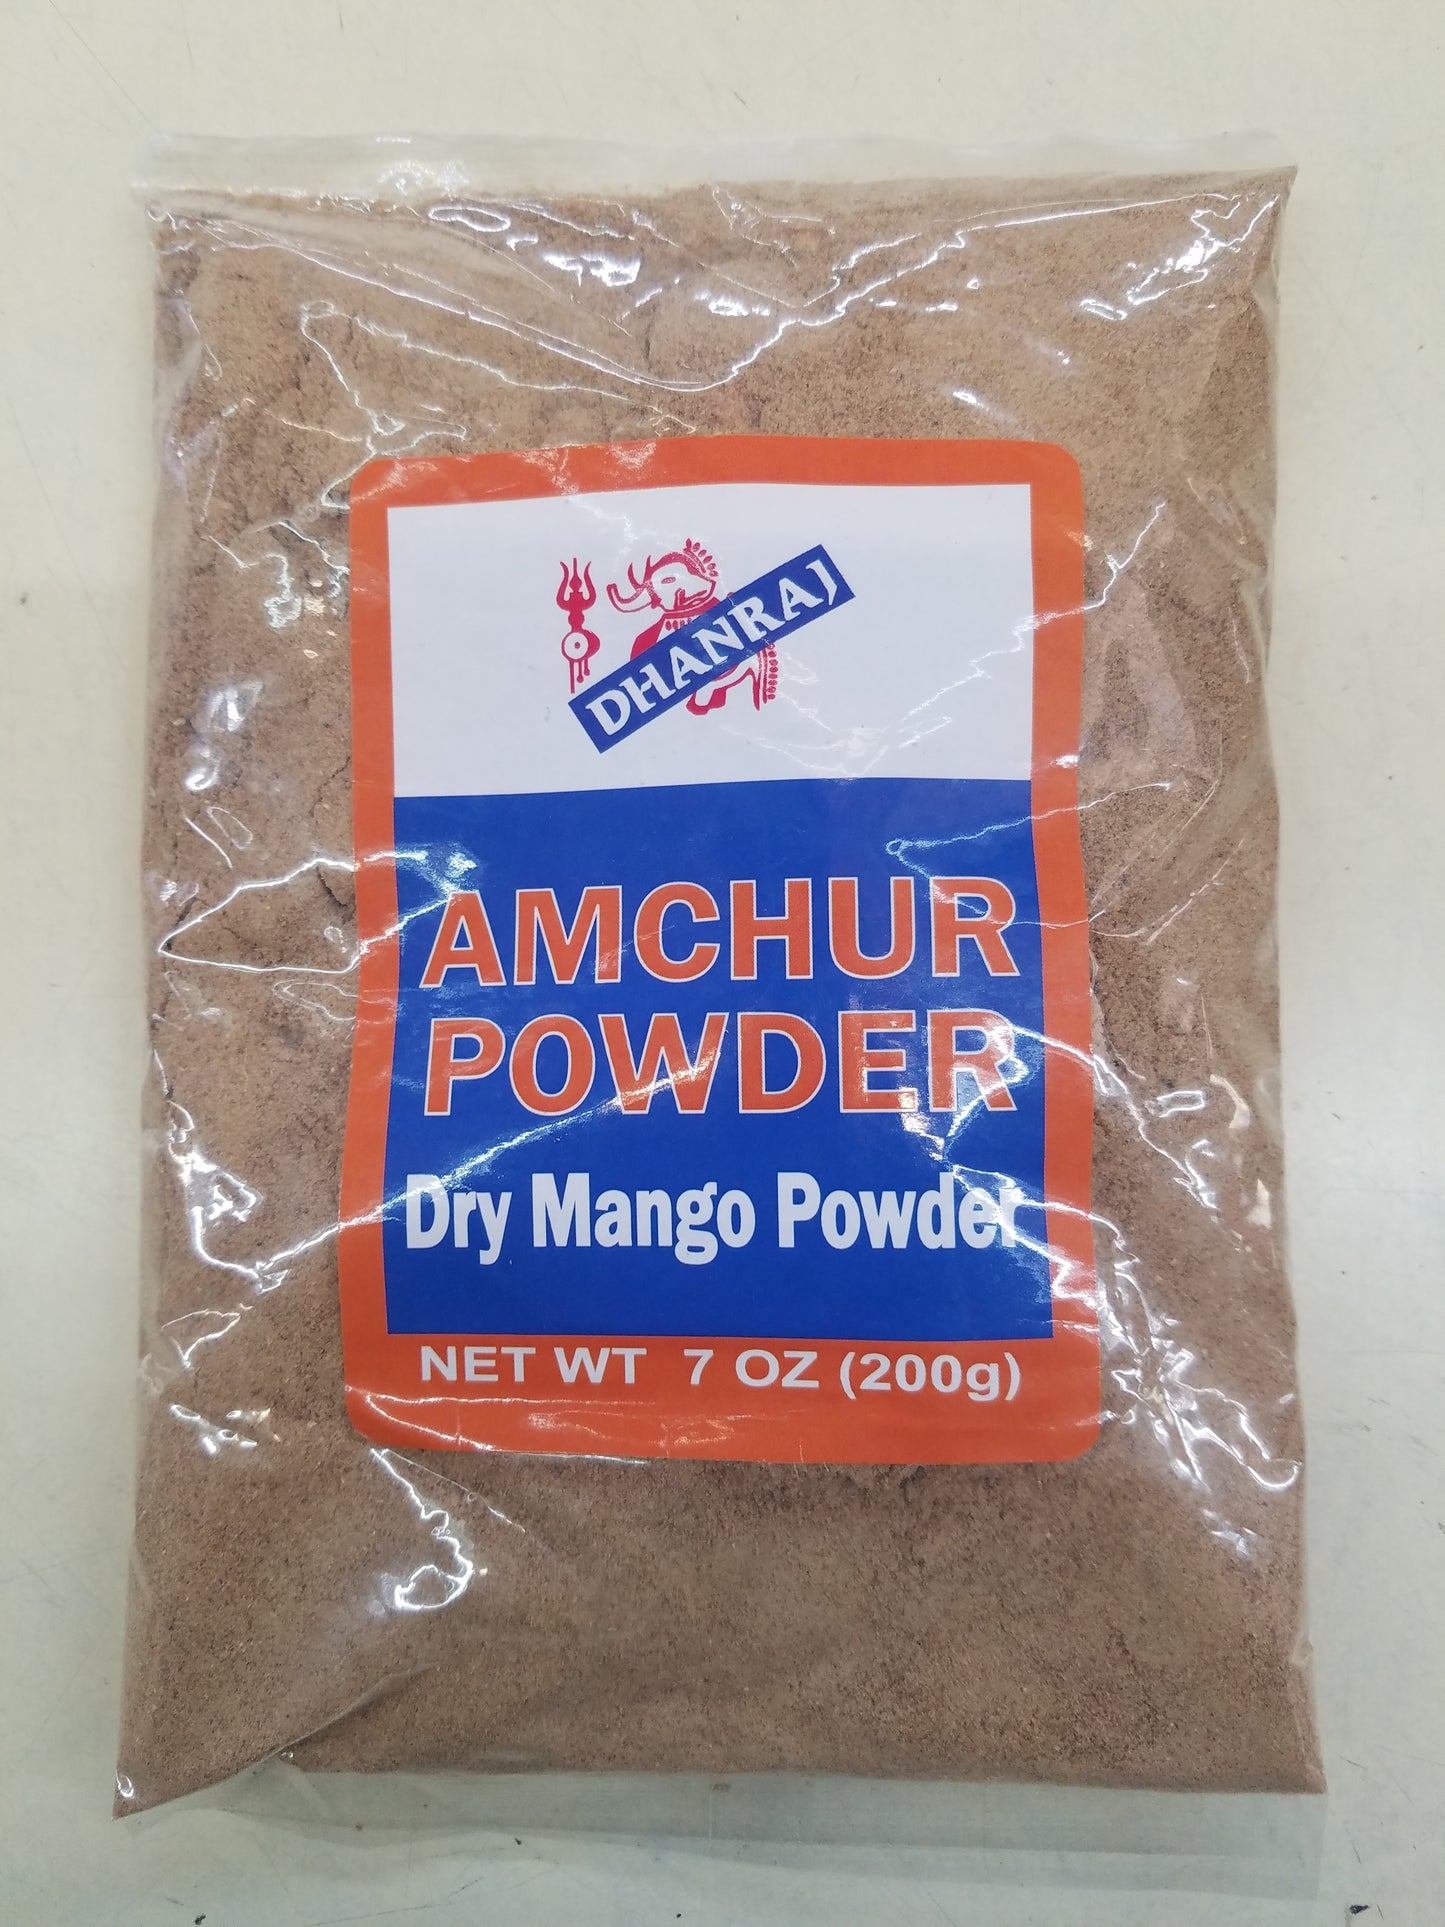 DHANRAJ
AMCHUR
POWDER
Dry Mango Powder
NET WT 7 OZ (200g)